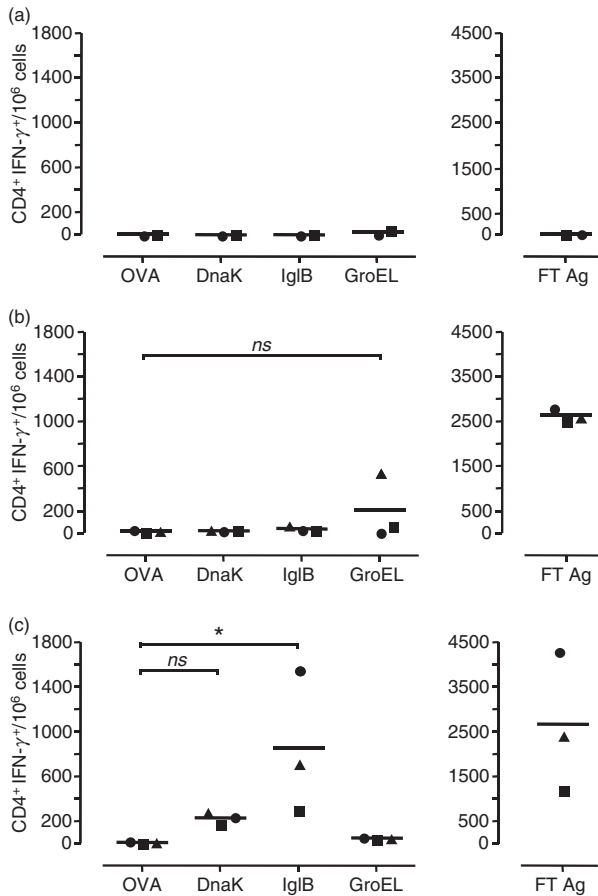 (a)
CD4⁺ IFN-γ⁺/10⁶ cells
1800
1400
1000
600
200
0
OVA DnaK IglB GroEL
4500
3500
2500
1500
500
0
FT Ag
(b)
CD4⁺ IFN-γ⁺/10⁶ cells
1800
1400
1000
600
200
0
ns
OVA DnaK IglB GroEL
4500
3500
2500
1500
500
0
FT Ag
(c)
CD4⁺ IFN-γ⁺/10⁶ cells
1800
1400
1000
600
200
0
*
ns
OVA DnaK IglB GroEL
4500
3500
2500
1500
500
0
FT Ag